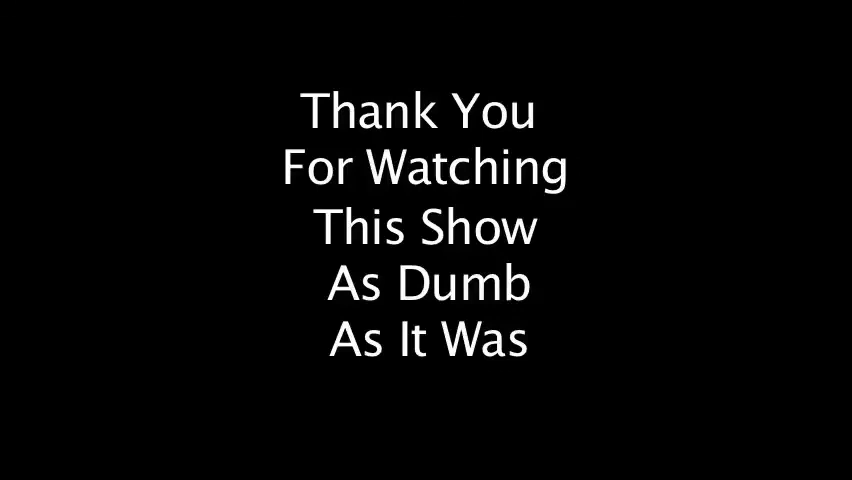 Thank You
For Watching
This Show
As Dumb
As It Was